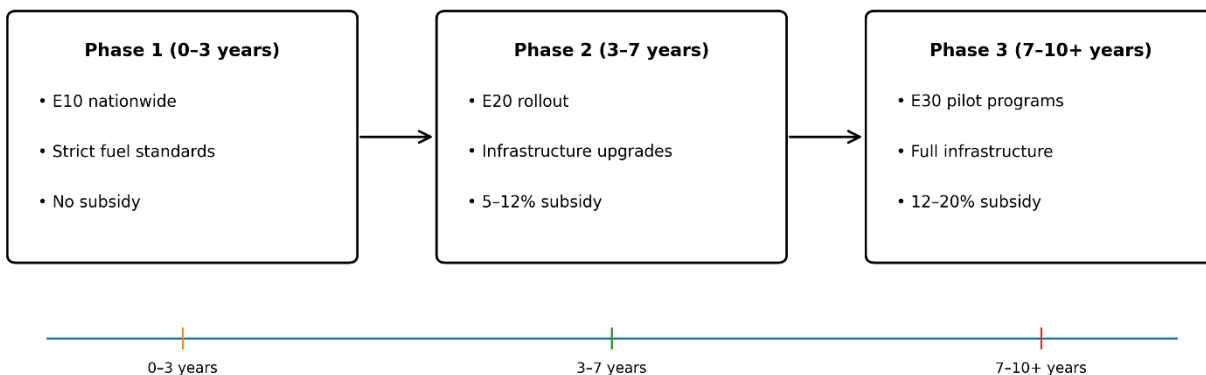 Phase 1 (0–3 years)
• E10 nationwide
• Strict fuel standards
• No subsidy
Phase 2 (3–7 years)
• E20 rollout
• Infrastructure upgrades
• 5–12% subsidy
Phase 3 (7–10+ years)
• E30 pilot programs
• Full infrastructure
• 12–20% subsidy
0–3 years
3–7 years
7–10+ years